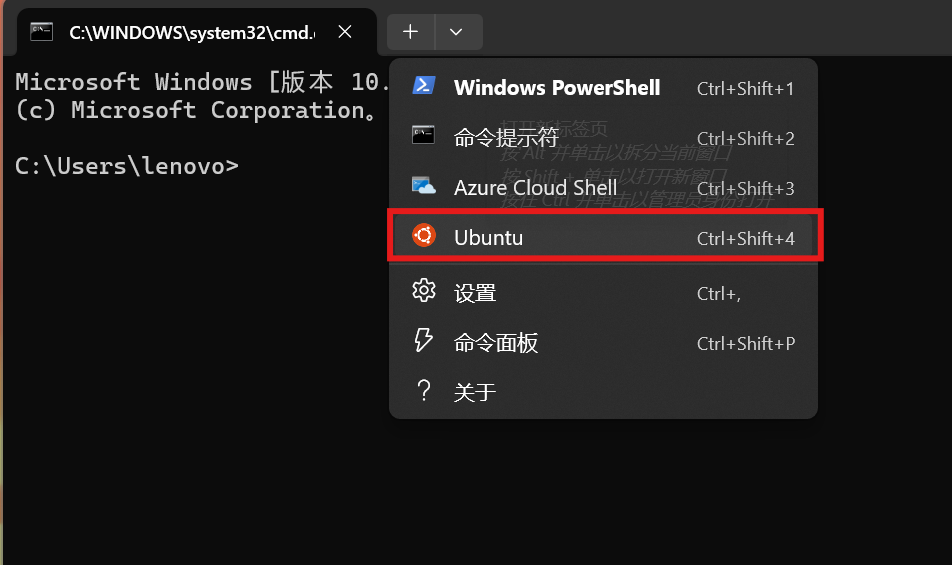 C:\WINDOWS\system32\cmd.
Microsoft Windows [版本 10.
(c) Microsoft Corporation。
C:\Users\lenovo>
Windows PowerShell Ctrl+Shift+1
打开新标签页
命令提示符 Ctrl+Shift+2
按 Alt 并单击以拆分当前窗口
按 Shift + 单击以打开新窗口
Azure Cloud Shell Ctrl+Shift+3
按住 Ctrl 并单击以管理员身份打开
Ubuntu Ctrl+Shift+4
设置 Ctrl+,
命令面板 Ctrl+Shift+P
关于